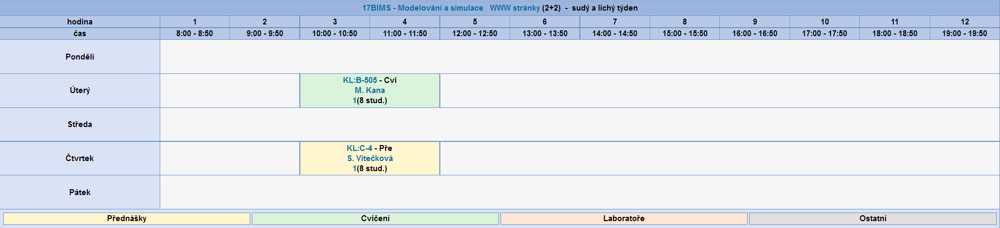 17BIMS - Modelování a simulace WWW stránky (2+2) - sudý a lichý týden
hodina 1 2 3 4 5 6 7 8 9 10 11 12
čas 8:00 - 8:50 9:00 - 9:50 10:00 - 10:50 11:00 - 11:50 12:00 - 12:50 13:00 - 13:50 14:00 - 14:50 15:00 - 15:50 16:00 - 16:50 17:00 - 17:50 18:00 - 18:50 19:00 - 19:50
Pondělí
Úterý
KL:B-505 - Cvi
M. Kana
1(8 stud.)
Středa
Čtvrtek
KL:C-4 - Pře
S. Vítečková
1(8 stud.)
Pátek
Přednášky Cvičení Laboratoře Ostatní